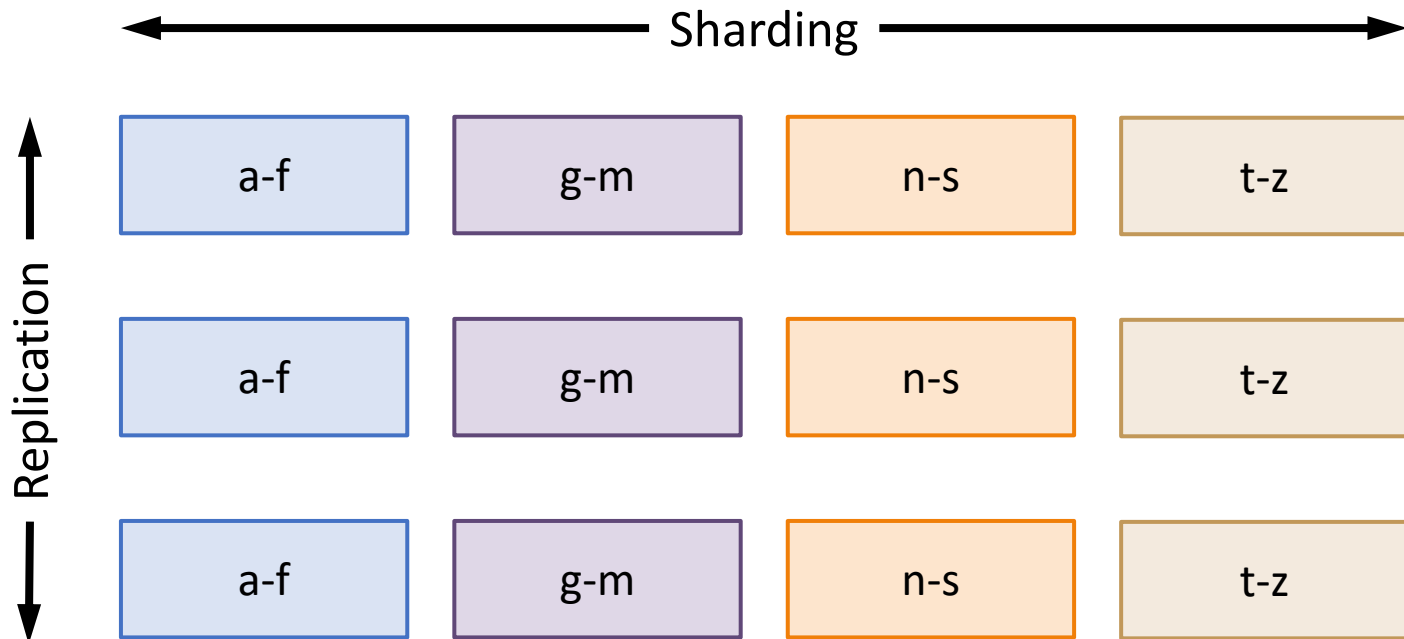 Sharding
Replication
a-f
g-m
n-s
t-z
a-f
g-m
n-s
t-z
a-f
g-m
n-s
t-z